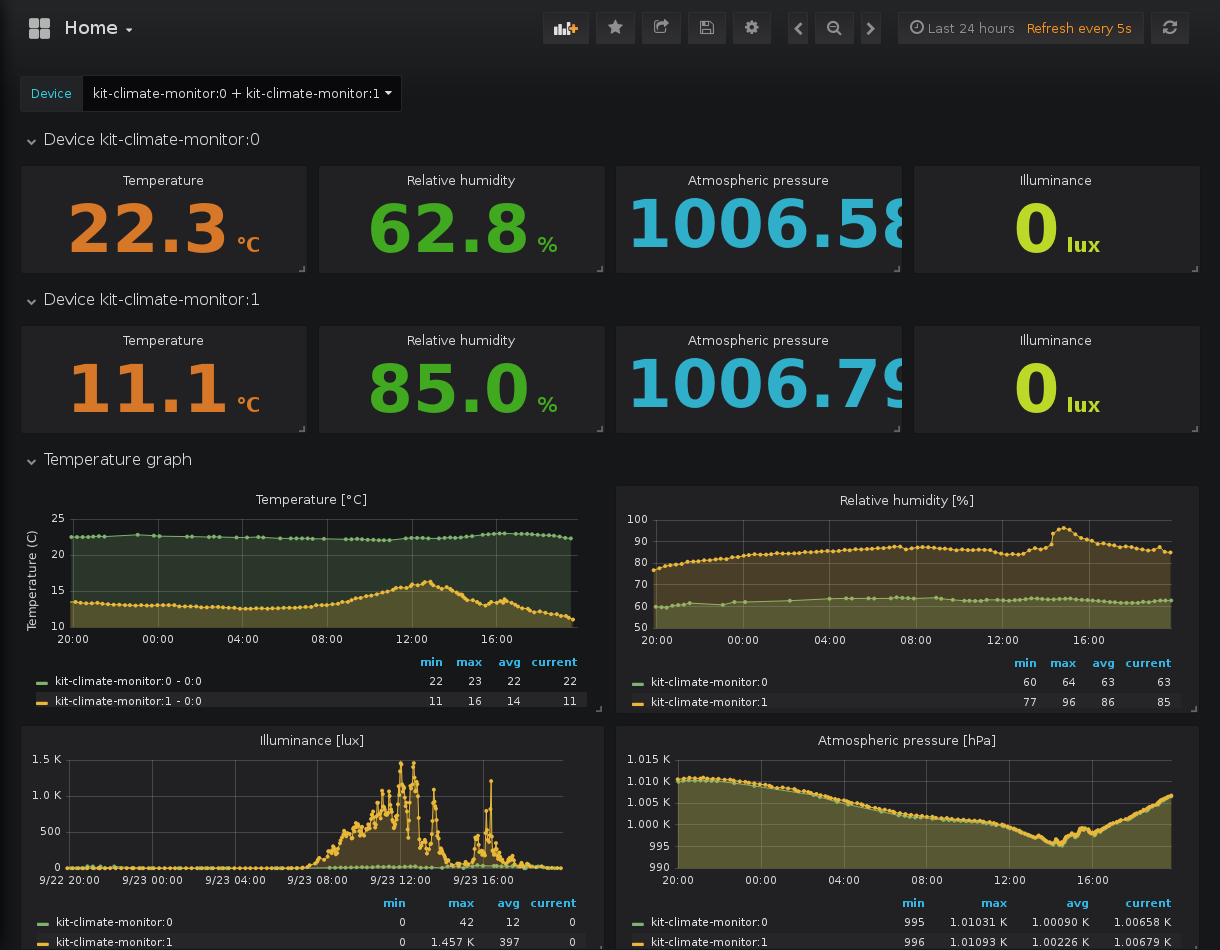 Home
Last 24 hours Refresh every 5s
Device kit-climate-monitor:0 + kit-climate-monitor:1
Device kit-climate-monitor:0
Temperature
22.3 °C
Relative humidity
62.8 %
Atmospheric pressure
1006.58
Illuminance
0 lux
Device kit-climate-monitor:1
Temperature
11.1 °C
Relative humidity
85.0 %
Atmospheric pressure
1006.79
Illuminance
0 lux
Temperature graph
Temperature [°C]
Temperature (C)
25
20
15
10
20:00 00:00 04:00 08:00 12:00 16:00
min max avg current
kit-climate-monitor:0 - 0:0 22 23 22 22
kit-climate-monitor:1 - 0:0 11 16 14 11
Relative humidity [%]
100
90
80
70
60
50
20:00 00:00 04:00 08:00 12:00 16:00
min max avg current
kit-climate-monitor:0 60 64 63 63
kit-climate-monitor:1 77 96 86 85
Illuminance [lux]
1.5 K
1.0 K
500
0
9/22 20:00 9/23 00:00 9/23 04:00 9/23 08:00 9/23 12:00 9/23 16:00
min max avg current
kit-climate-monitor:0 0 42 12 0
kit-climate-monitor:1 0 1.457 K 397 0
Atmospheric pressure [hPa]
1.015 K
1.010 K
1.005 K
1.000 K
995
990
20:00 00:00 04:00 08:00 12:00 16:00
min max avg current
kit-climate-monitor:0 995 1.01031 K 1.00090 K 1.00658 K
kit-climate-monitor:1 996 1.01093 K 1.00226 K 1.00679 K